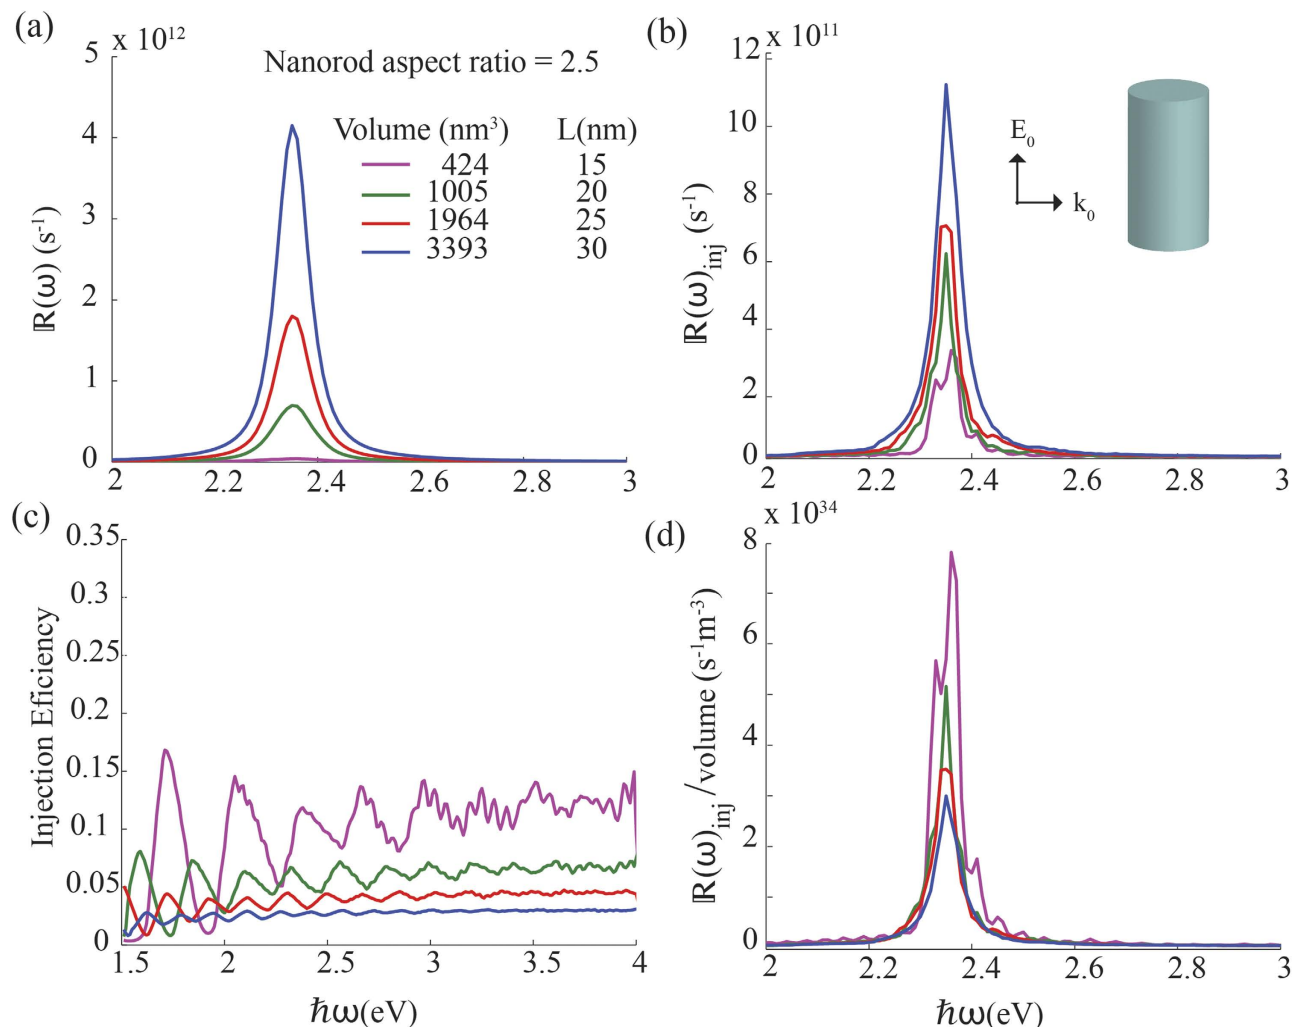 (a)
x 10¹²
Nanorod aspect ratio = 2.5
Volume (nm³) L(nm)
424 15
1005 20
1964 25
3393 30
ℝ(ω) (s⁻¹)
5
4
3
2
1
0
2 2.2 2.4 2.6 2.8 3
(b)
x 10¹¹
E₀
k₀
ℝ(ω)inj (s⁻¹)
12
10
8
6
4
2
0
2 2.2 2.4 2.6 2.8 3
(c)
Injection Eficiency
0.35
0.3
0.25
0.2
0.15
0.1
0.05
0
1.5 2 2.5 3 3.5 4
ħω(eV)
(d)
x 10³⁴
ℝ(ω)inj /volume (s⁻¹m⁻³)
8
6
4
2
0
2 2.2 2.4 2.6 2.8 3
ħω(eV)